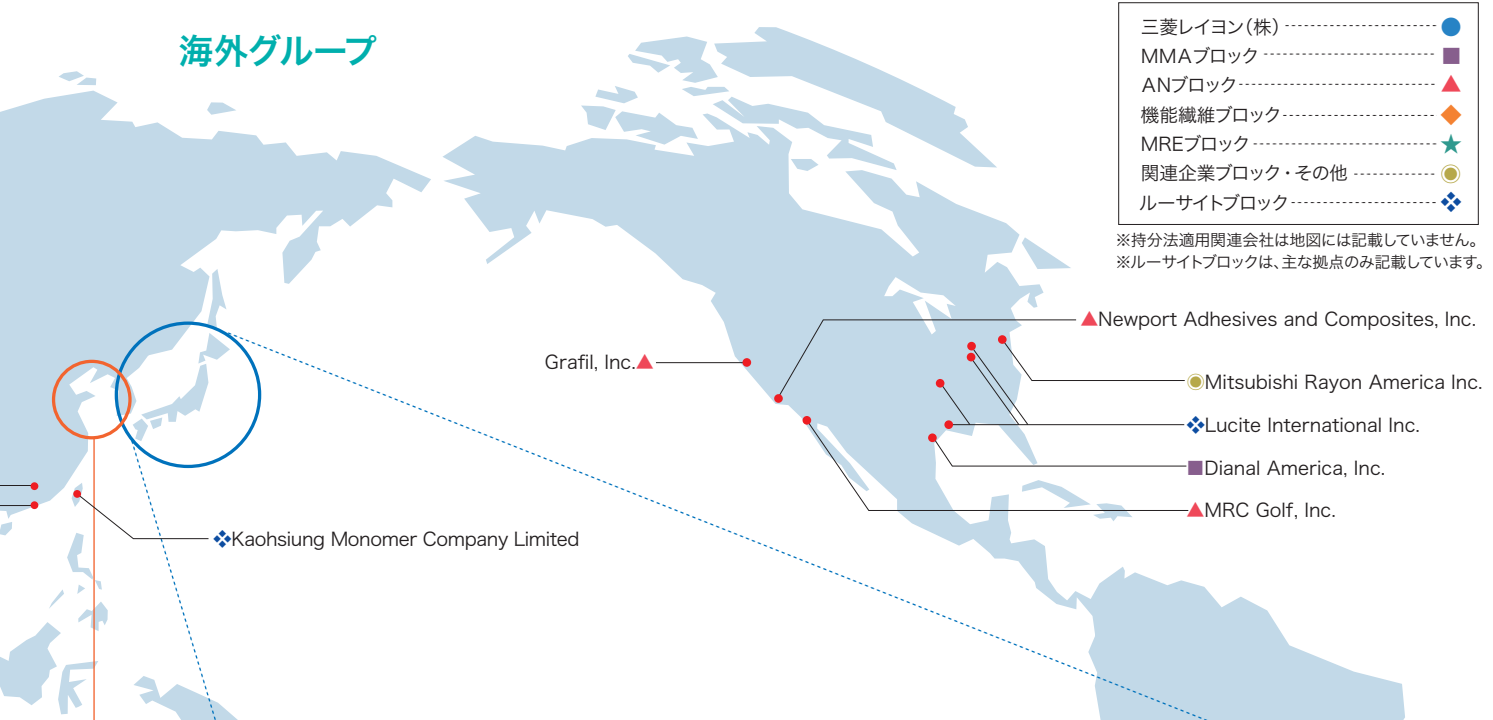 海外グループ
三菱レイヨン(株)
MMAブロック
ANブロック
機能繊維ブロック
MREブロック
関連企業ブロック・その他
ルーサイトブロック
※持分法適用関連会社は地図には記載していません。
※ルーサイトブロックは、主な拠点のみ記載しています。
Newport Adhesives and Composites, Inc.
Grafil, Inc.
Mitsubishi Rayon America Inc.
Lucite International Inc.
Dianal America, Inc.
MRC Golf, Inc.
Kaohsiung Monomer Company Limited